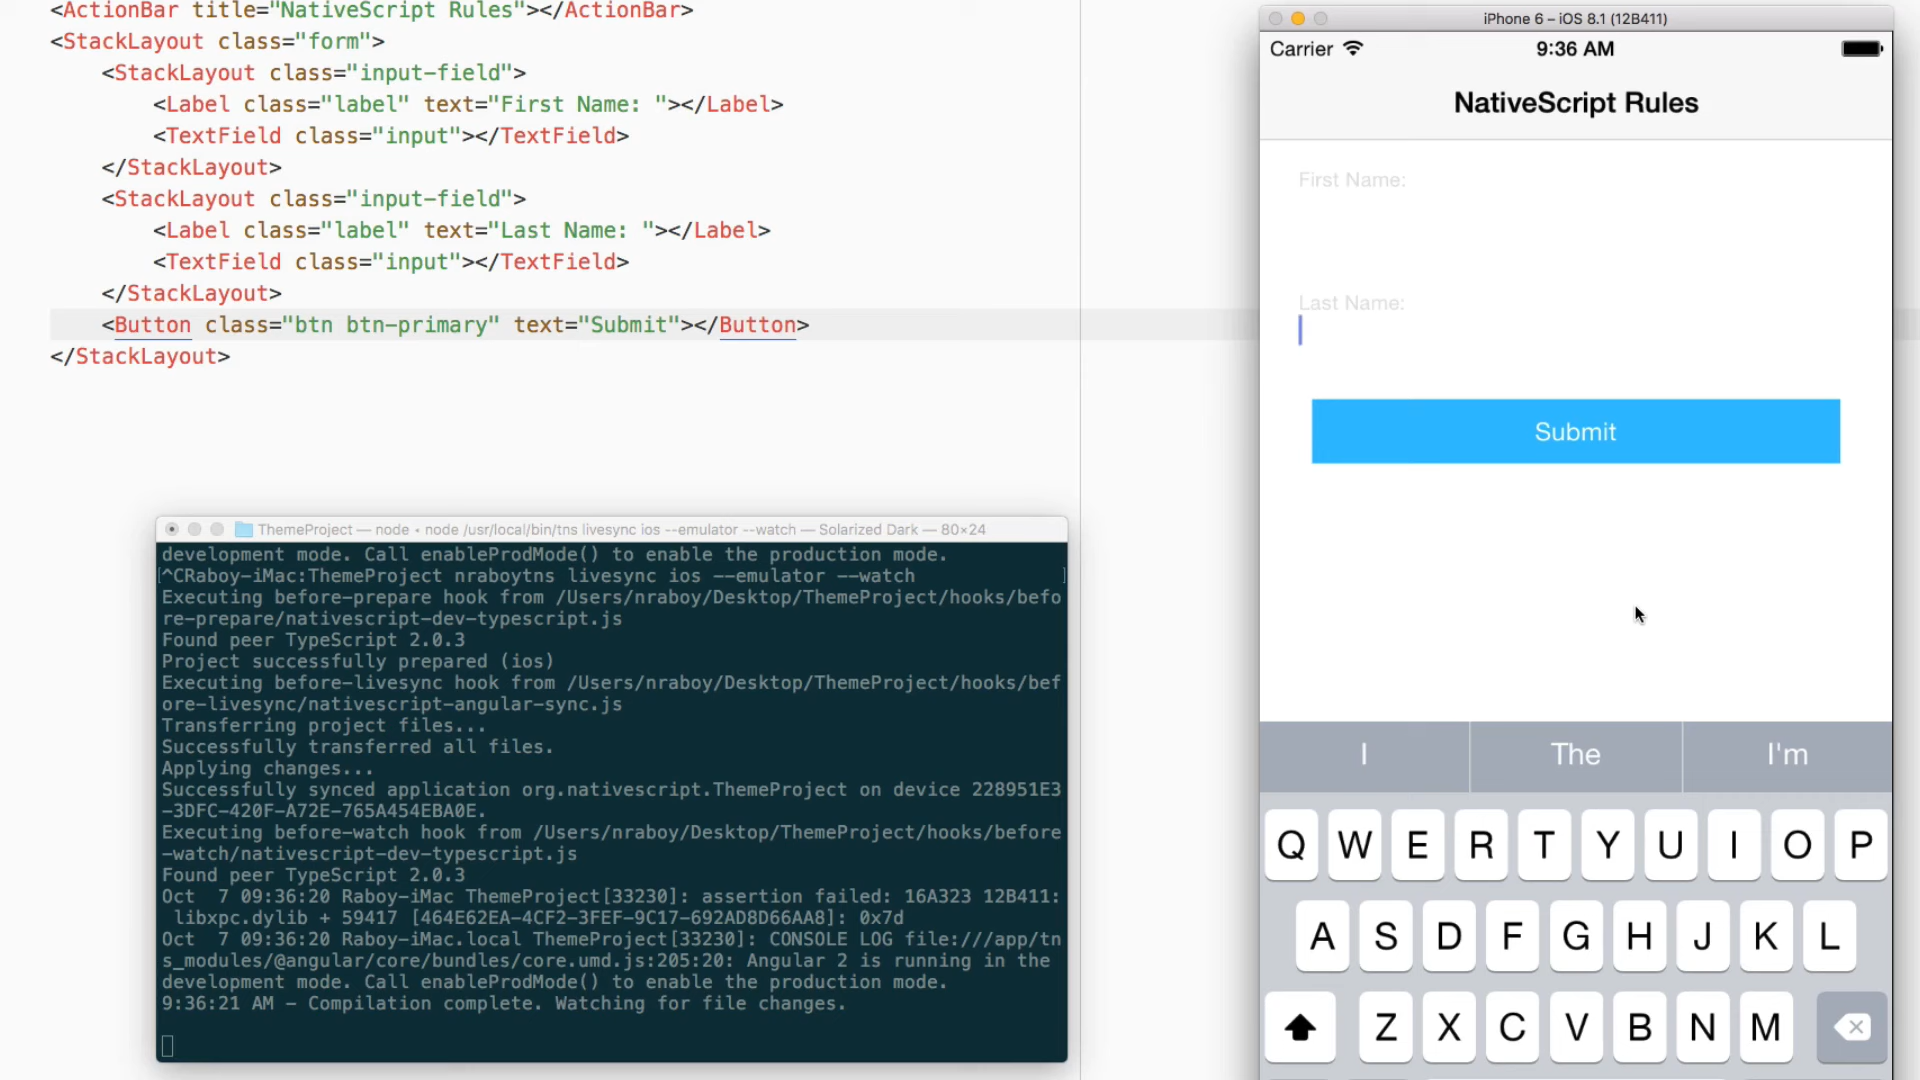 <ActionBar title="NativeScript Rules"></ActionBar>
<StackLayout class="form">
<StackLayout class="input-field">
<Label class="label" text="First Name: "></Label>
<TextField class="input"></TextField>
</StackLayout>
<StackLayout class="input-field">
<Label class="label" text="Last Name: "></Label>
<TextField class="input"></TextField>
</StackLayout>
<Button class="btn btn-primary" text="Submit"></Button>
</StackLayout>
ThemeProject — node • node /usr/local/bin/tns livesync ios --emulator --watch — Solarized Dark — 80×24
development mode. Call enableProdMode() to enable the production mode.
[^CRaboy-iMac:ThemeProject nraboytns livesync ios --emulator --watch ]
Executing before-prepare hook from /Users/nraboy/Desktop/ThemeProject/hooks/befo
re-prepare/nativescript-dev-typescript.js
Found peer TypeScript 2.0.3
Project successfully prepared (ios)
Executing before-livesync hook from /Users/nraboy/Desktop/ThemeProject/hooks/bef
ore-livesync/nativescript-angular-sync.js
Transferring project files...
Successfully transferred all files.
Applying changes...
Successfully synced application org.nativescript.ThemeProject on device 228951E3
-3DFC-420F-A72E-765A454EBA0E.
Executing before-watch hook from /Users/nraboy/Desktop/ThemeProject/hooks/before
-watch/nativescript-dev-typescript.js
Found peer TypeScript 2.0.3
Oct  7 09:36:20 Raboy-iMac ThemeProject[33230]: assertion failed: 16A323 12B411:
 libxpc.dylib + 59417 [464E62EA-4CF2-3FEF-9C17-692AD8D66AA8]: 0x7d
Oct  7 09:36:20 Raboy-iMac.local ThemeProject[33230]: CONSOLE LOG file:///app/tn
s_modules/@angular/core/bundles/core.umd.js:205:20: Angular 2 is running in the
development mode. Call enableProdMode() to enable the production mode.
9:36:21 AM - Compilation complete. Watching for file changes.
iPhone 6 – iOS 8.1 (12B411)
Carrier 9:36 AM
NativeScript Rules
First Name:
Last Name:
Submit
I The I'm
Q W E R T Y U I O P
A S D F G H J K L
Z X C V B N M